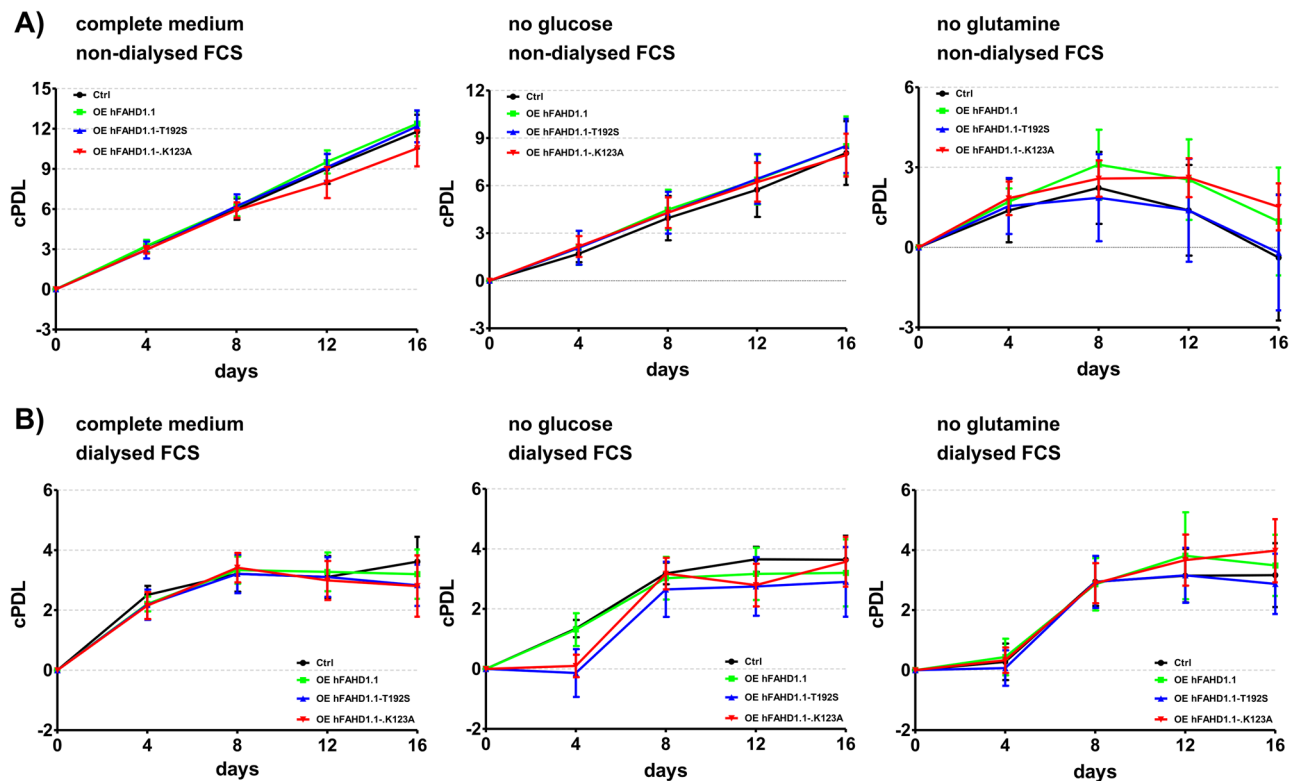 A)
complete medium
non-dialysed FCS
15
12
9
6
3
0
-3
cPDL
Ctrl
OE hFAHD1.1
OE hFAHD1.1-T192S
OE hFAHD1.1-.K123A
0 4 8 12 16
days
no glucose
non-dialysed FCS
12
9
6
3
0
-3
cPDL
Ctrl
OE hFAHD1.1
OE hFAHD1.1-T192S
OE hFAHD1.1-.K123A
0 4 8 12 16
days
no glutamine
non-dialysed FCS
6
3
0
-3
cPDL
Ctrl
OE hFAHD1.1
OE hFAHD1.1-T192S
OE hFAHD1.1-.K123A
0 4 8 12 16
days
B)
complete medium
dialysed FCS
6
4
2
0
-2
cPDL
Ctrl
OE hFAHD1.1
OE hFAHD1.1-T192S
OE hFAHD1.1-.K123A
0 4 8 12 16
days
no glucose
dialysed FCS
6
4
2
0
-2
cPDL
Ctrl
OE hFAHD1.1
OE hFAHD1.1-T192S
OE hFAHD1.1-.K123A
0 4 8 12 16
days
no glutamine
dialysed FCS
6
4
2
0
-2
cPDL
Ctrl
OE hFAHD1.1
OE hFAHD1.1-T192S
OE hFAHD1.1-.K123A
0 4 8 12 16
days